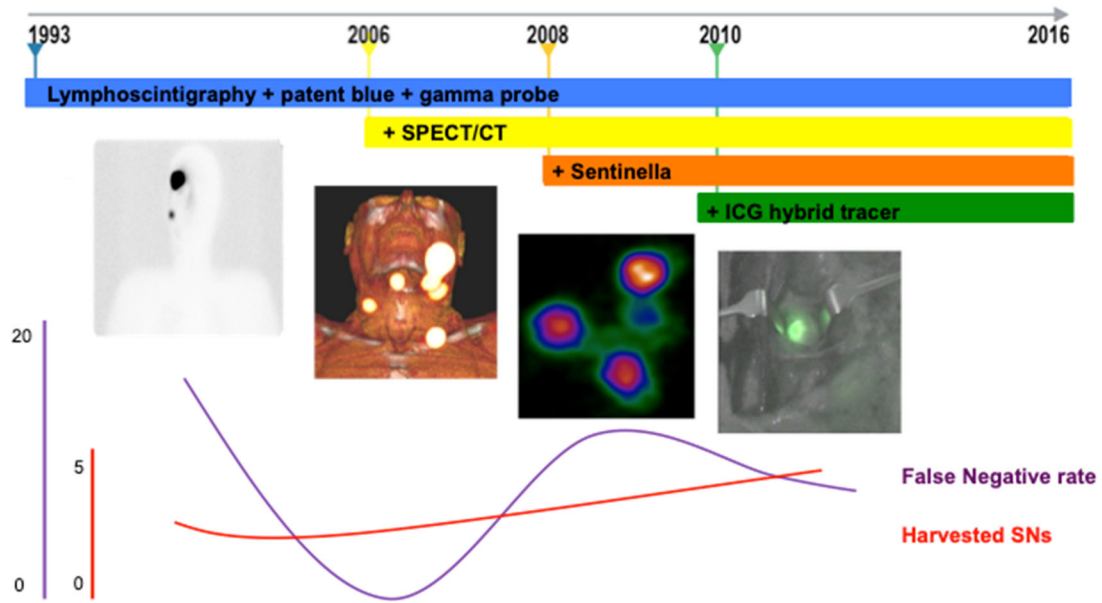 1993 2006 2008 2010 2016
Lymphoscintigraphy + patent blue + gamma probe
+ SPECT/CT
+ Sentinella
+ ICG hybrid tracer
20
5
False Negative rate
Harvested SNs
0 0